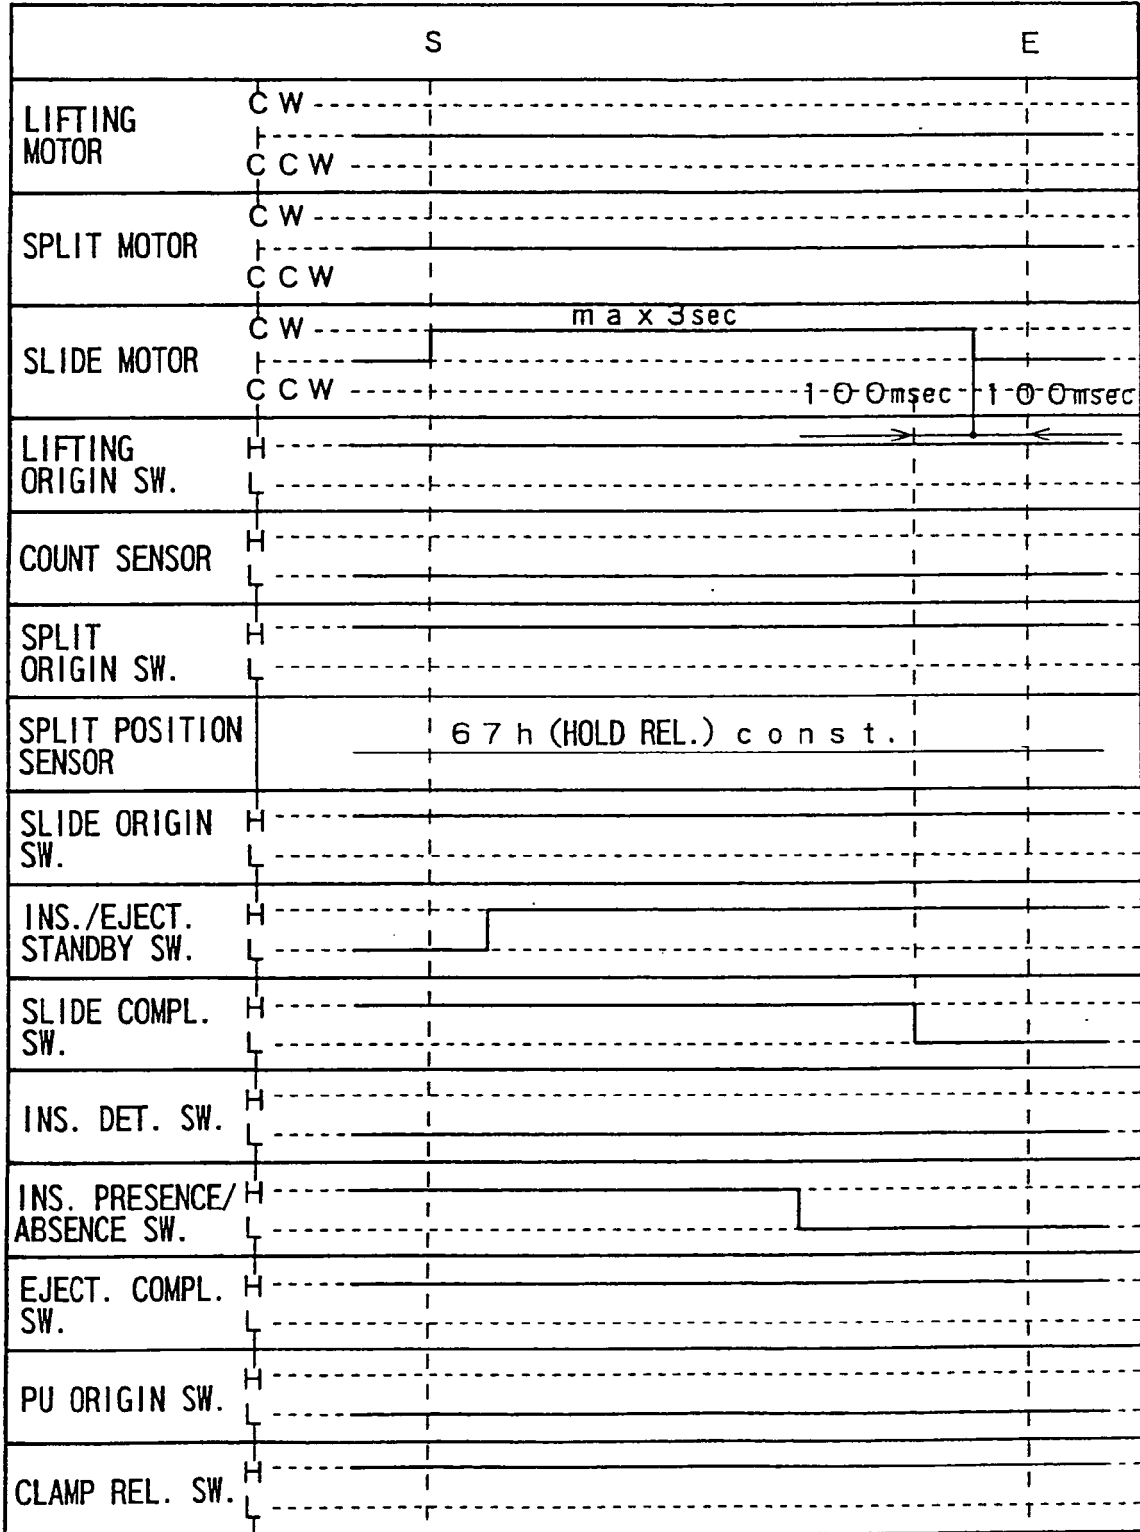 S E
LIFTING
MOTOR
CW
CCW
SPLIT MOTOR
CW
CCW
SLIDE MOTOR
CW
max 3sec
CCW
100msec 100msec
LIFTING
ORIGIN SW.
H
L
COUNT SENSOR
H
L
SPLIT
ORIGIN SW.
H
L
SPLIT POSITION
SENSOR
67h (HOLD REL.) const.
SLIDE ORIGIN
SW.
H
L
INS./EJECT.
STANDBY SW.
H
L
SLIDE COMPL.
SW.
H
L
INS. DET. SW.
H
L
INS. PRESENCE/
ABSENCE SW.
H
L
EJECT. COMPL.
SW.
H
L
PU ORIGIN SW.
H
L
CLAMP REL. SW.
H
L